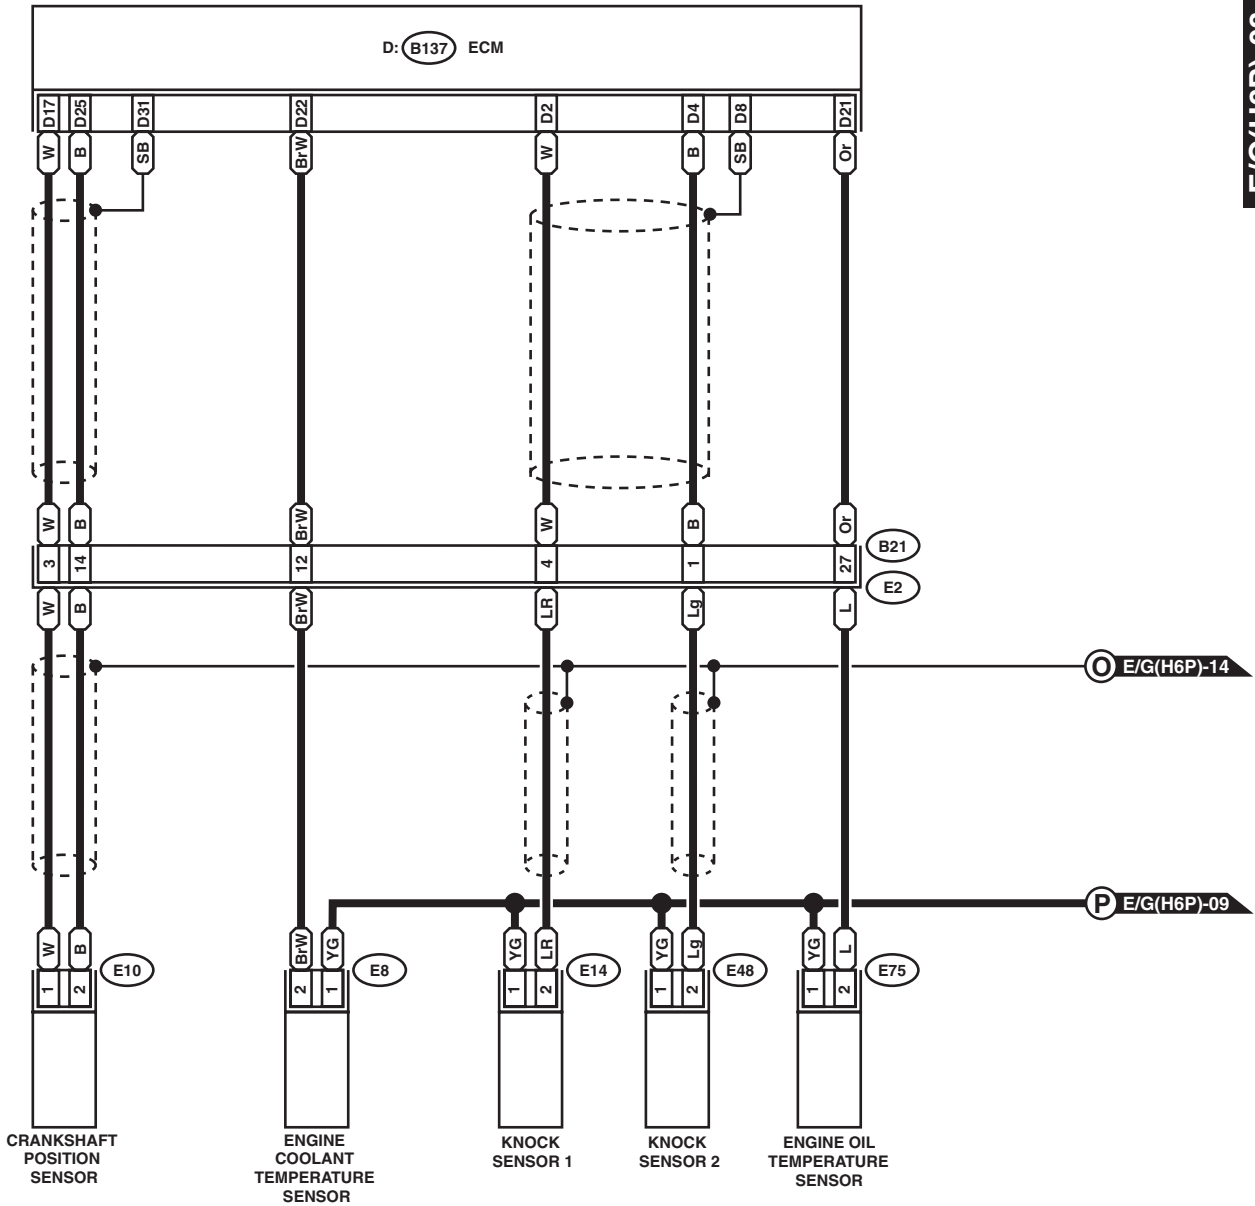 D: B137 ECM
D17 D25 D31 D22 D2 D4 D8 D21
W B SB BrW W B SB Or
W B BrW W B Or
B21
3 14 12 4 1 27
E2
W B BrW LR Lg L
O E/G(H6P)-14
P E/G(H6P)-09
W B BrW YG YG LR YG Lg YG L
E10 E8 E14 E48 E75
1 2 2 1 1 2 1 2 1 2
CRANKSHAFT
POSITION
SENSOR
ENGINE
COOLANT
TEMPERATURE
SENSOR
KNOCK
SENSOR 1
KNOCK
SENSOR 2
ENGINE OIL
TEMPERATURE
SENSOR